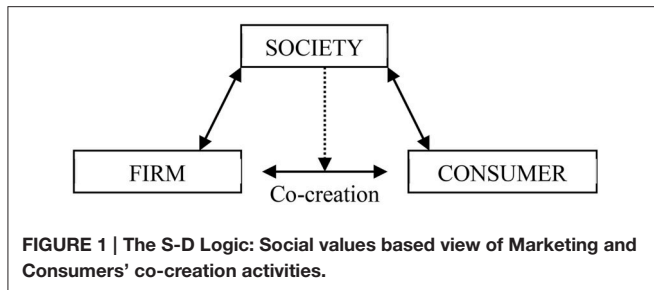 SOCIETY
FIRM
CONSUMER
Co-creation
FIGURE 1 | The S-D Logic: Social values based view of Marketing and
Consumers’ co-creation activities.